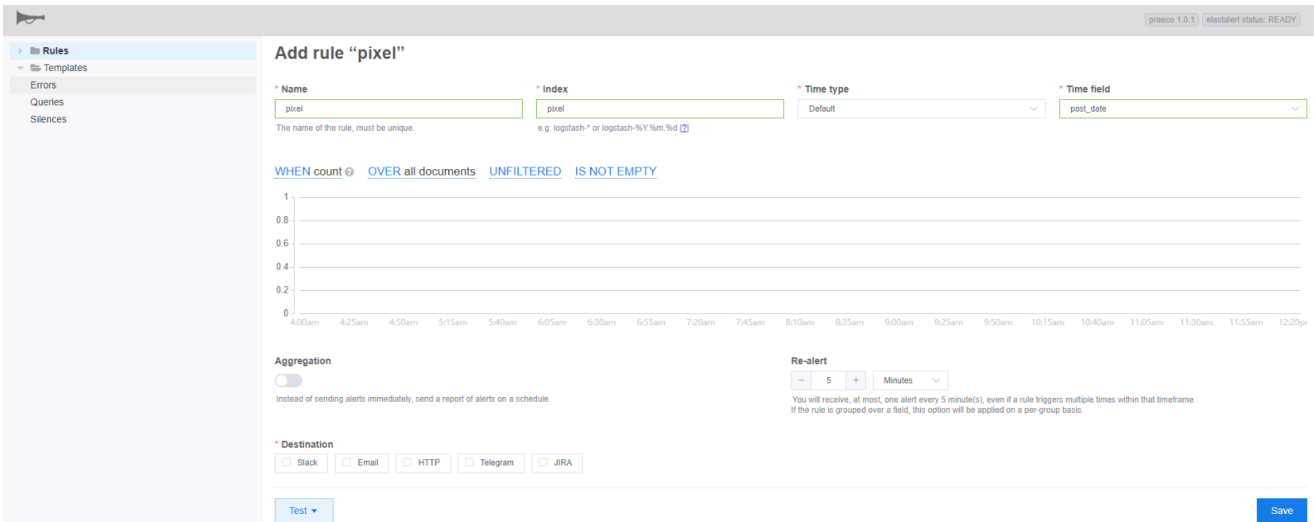 praeco 1.0.1 elastalert status: READY
Rules
Templates
Errors
Queries
Silences
Add rule “pixel”
* Name * Index * Time type * Time field
pixel pixel Default post_date
The name of the rule, must be unique. e.g. logstash-* or logstash-%Y.%m.%d [?]
WHEN count ? OVER all documents UNFILTERED IS NOT EMPTY
1
0.8
0.6
0.4
0.2
0
4:00am 4:25am 4:50am 5:15am 5:40am 6:05am 6:30am 6:55am 7:20am 7:45am 8:10am 8:35am 9:00am 9:25am 9:50am 10:15am 10:40am 11:05am 11:30am 11:55am 12:20p
Aggregation Re-alert
− 5 + Minutes
Instead of sending alerts immediately, send a report of alerts on a schedule. You will receive, at most, one alert every 5 minute(s), even if a rule triggers multiple times within that timeframe.
If the rule is grouped over a field, this option will be applied on a per-group basis.
* Destination
Slack Email HTTP Telegram JIRA
Test Save